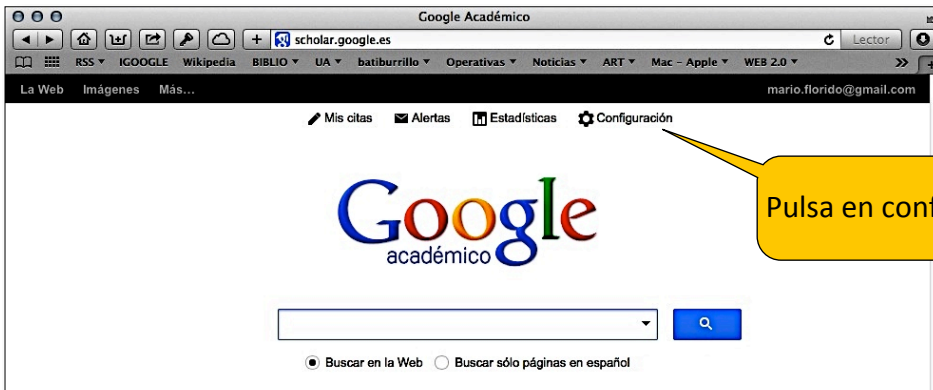 Google Académico
scholar.google.es
Lector
RSS IGOOGLE Wikipedia BIBLIO UA batiburrillo Operativas Noticias ART Mac – Apple WEB 2.0 »
La Web Imágenes Más... mario.florido@gmail.com
Mis citas Alertas Estadísticas Configuración
Pulsa en conf
Google
académico
Buscar en la Web Buscar sólo páginas en español